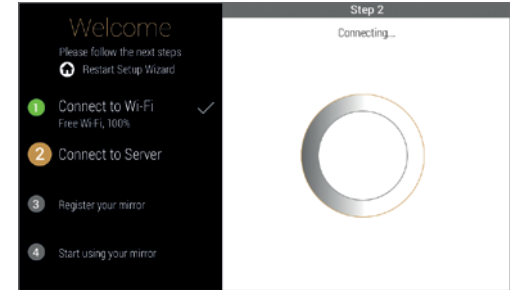 Welcome
Please follow the next steps
Restart Setup Wizard
1 Connect to Wi-Fi
Free Wi-Fi, 100%
2 Connect to Server
3 Register your mirror
4 Start using your mirror
Step 2
Connecting...